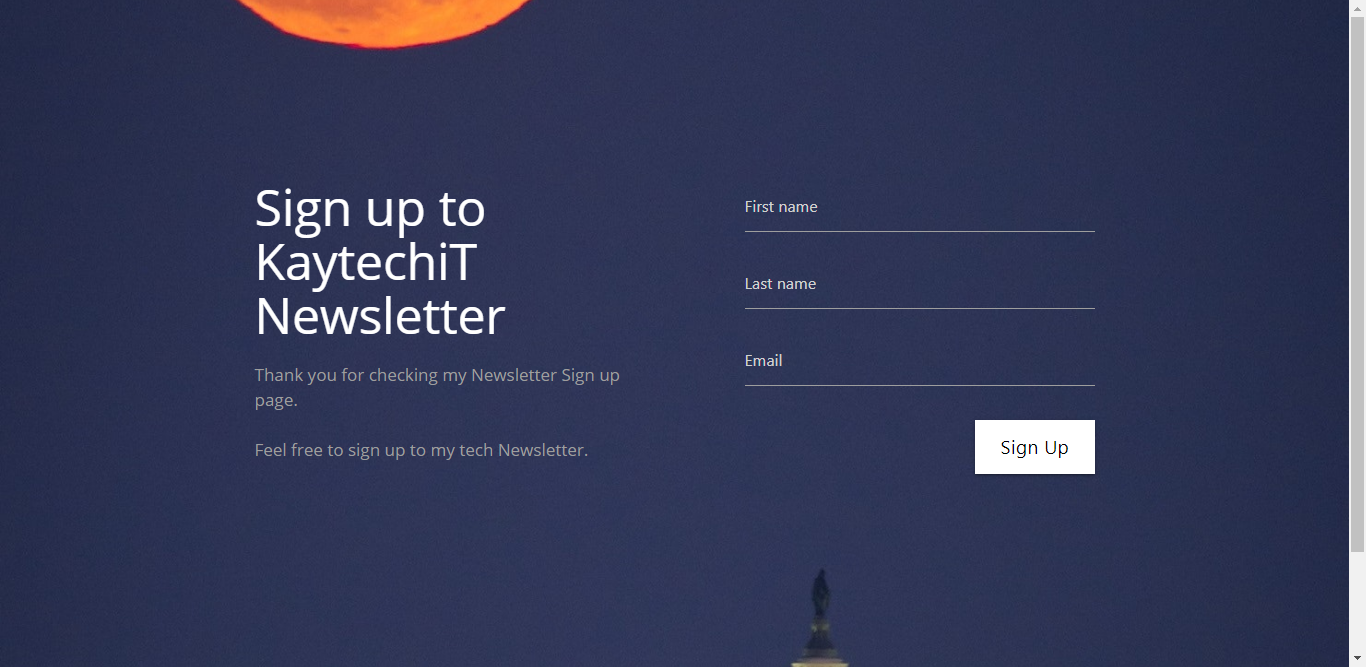 Sign up to
KaytechiT
Newsletter
Thank you for checking my Newsletter Sign up
page.
Feel free to sign up to my tech Newsletter.
First name
Last name
Email
Sign Up